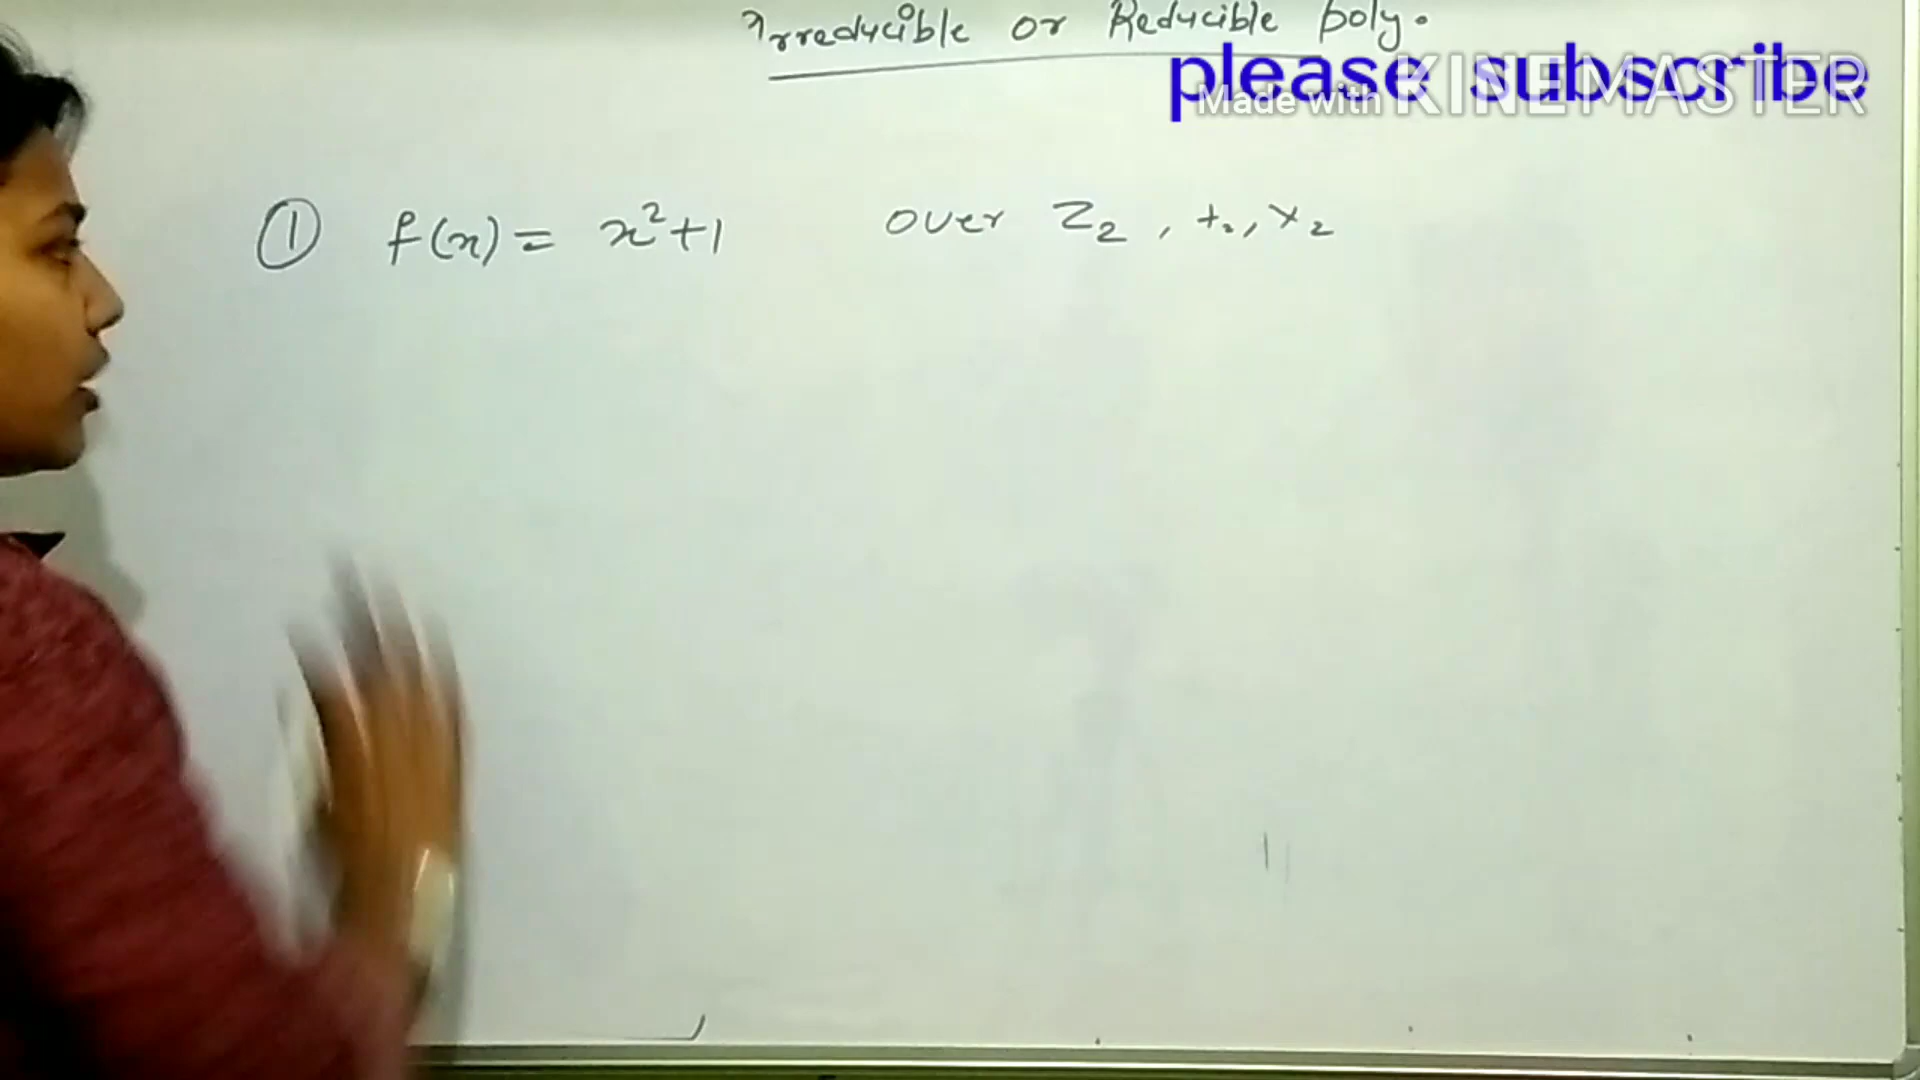 Irreducible or Reducible poly.
please subscribe
Made with KINEMASTER
① f(x) = x²+1 over Z₂, +₂, ×₂